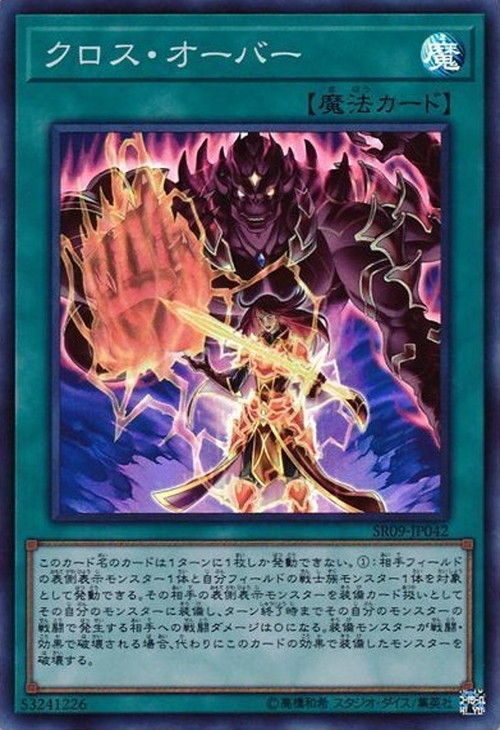 クロス・オーバー
魔
【魔法カード】
SR09-JP042
このカード名のカードは1ターンに1枚しか発動できない。①:相手フィールド
の表側表示モンスター1体と自分フィールドの戦士族モンスター1体を対象
として発動できる。その相手の表側表示モンスターを装備カード扱いとして
その自分のモンスターに装備し、ターン終了時までその自分のモンスターの
戦闘で発生する相手への戦闘ダメージは0になる。装備モンスターが戦闘・
効果で破壊される場合、代わりにこのカードの効果で装備したモンスターを
破壊する。
53241226
©高橋和希 スタジオ・ダイス/集英社